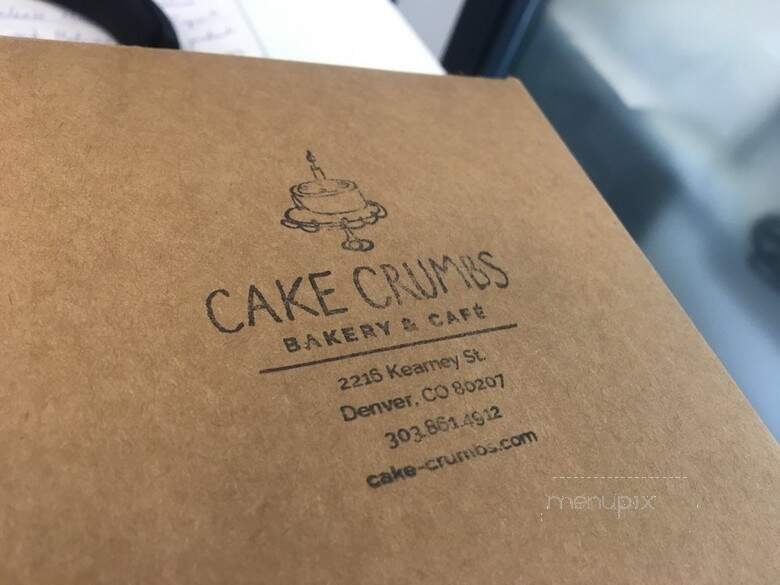 CAKE CRUMBS
BAKERY & CAFÉ
2216 Kearney St.
Denver, CO 80207
303.861.4912
cake-crumbs.com
menupix